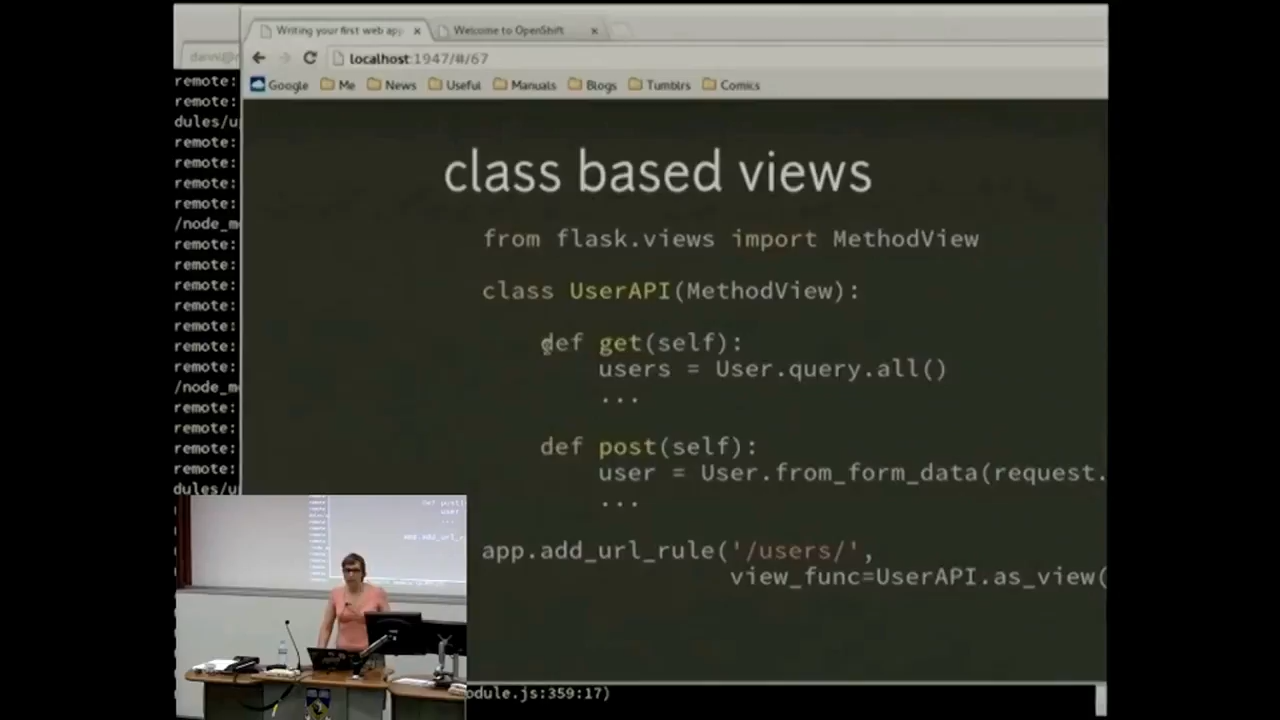 Writing your first web app
Welcome to OpenShift
localhost:1947/#/67
Google Me News Useful Manuals Blogs Tumblrs Comics
remote:
remote:
dules/u
remote:
remote:
remote:
remote:
/node_m
remote:
remote:
remote:
remote:
remote:
remote:
remote:
/node_m
remote:
remote:
remote:
remote:
dules/u
class based views
from flask.views import MethodView
class UserAPI(MethodView):
def get(self):
users = User.query.all()
...
def post(self):
user = User.from_form_data(request.
...
app.add_url_rule('/users/',
view_func=UserAPI.as_view(
odule.js:359:17)